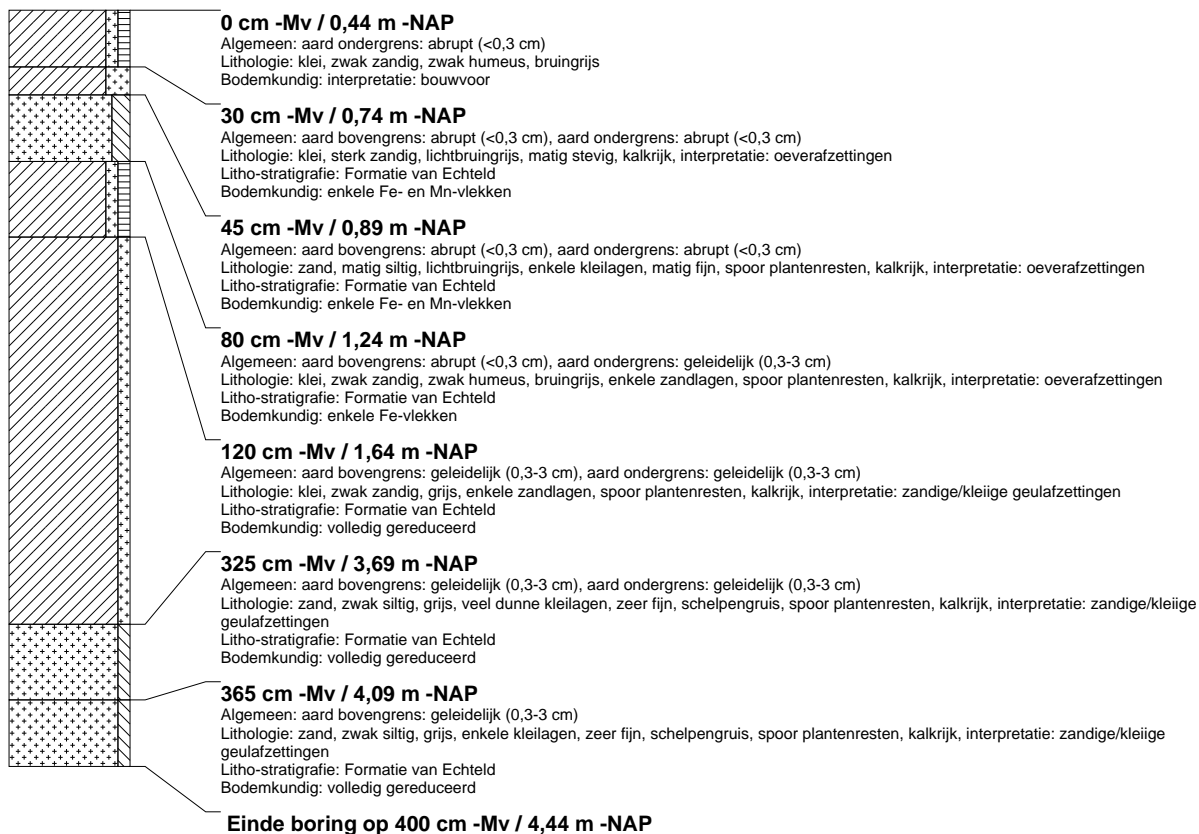 0 cm -Mv / 0,44 m -NAP
Algemeen: aard ondergrens: abrupt (<0,3 cm)
Lithologie: klei, zwak zandig, zwak humeus, bruingrijs
Bodemkundig: interpretatie: bouwvoor
30 cm -Mv / 0,74 m -NAP
Algemeen: aard bovengrens: abrupt (<0,3 cm), aard ondergrens: abrupt (<0,3 cm)
Lithologie: klei, sterk zandig, lichtbruingrijs, matig stevig, kalkrijk, interpretatie: oeverafzettingen
Litho-stratigrafie: Formatie van Echteld
Bodemkundig: enkele Fe- en Mn-vlekken
45 cm -Mv / 0,89 m -NAP
Algemeen: aard bovengrens: abrupt (<0,3 cm), aard ondergrens: abrupt (<0,3 cm)
Lithologie: zand, matig siltig, lichtbruingrijs, enkele kleilagen, matig fijn, spoor plantenresten, kalkrijk, interpretatie: oeverafzettingen
Litho-stratigrafie: Formatie van Echteld
Bodemkundig: enkele Fe- en Mn-vlekken
80 cm -Mv / 1,24 m -NAP
Algemeen: aard bovengrens: abrupt (<0,3 cm), aard ondergrens: geleidelijk (0,3-3 cm)
Lithologie: klei, zwak zandig, zwak humeus, bruingrijs, enkele zandlagen, spoor plantenresten, kalkrijk, interpretatie: oeverafzettingen
Litho-stratigrafie: Formatie van Echteld
Bodemkundig: enkele Fe-vlekken
120 cm -Mv / 1,64 m -NAP
Algemeen: aard bovengrens: geleidelijk (0,3-3 cm), aard ondergrens: geleidelijk (0,3-3 cm)
Lithologie: klei, zwak zandig, grijs, enkele zandlagen, spoor plantenresten, kalkrijk, interpretatie: zandige/kleiige geulafzettingen
Litho-stratigrafie: Formatie van Echteld
Bodemkundig: volledig gereduceerd
325 cm -Mv / 3,69 m -NAP
Algemeen: aard bovengrens: geleidelijk (0,3-3 cm), aard ondergrens: geleidelijk (0,3-3 cm)
Lithologie: zand, zwak siltig, grijs, veel dunne kleilagen, zeer fijn, schelpengruis, spoor plantenresten, kalkrijk, interpretatie: zandige/kleiige
geulafzettingen
Litho-stratigrafie: Formatie van Echteld
Bodemkundig: volledig gereduceerd
365 cm -Mv / 4,09 m -NAP
Algemeen: aard bovengrens: geleidelijk (0,3-3 cm)
Lithologie: zand, zwak siltig, grijs, enkele kleilagen, zeer fijn, schelpengruis, spoor plantenresten, kalkrijk, interpretatie: zandige/kleiige
geulafzettingen
Litho-stratigrafie: Formatie van Echteld
Bodemkundig: volledig gereduceerd
Einde boring op 400 cm -Mv / 4,44 m -NAP